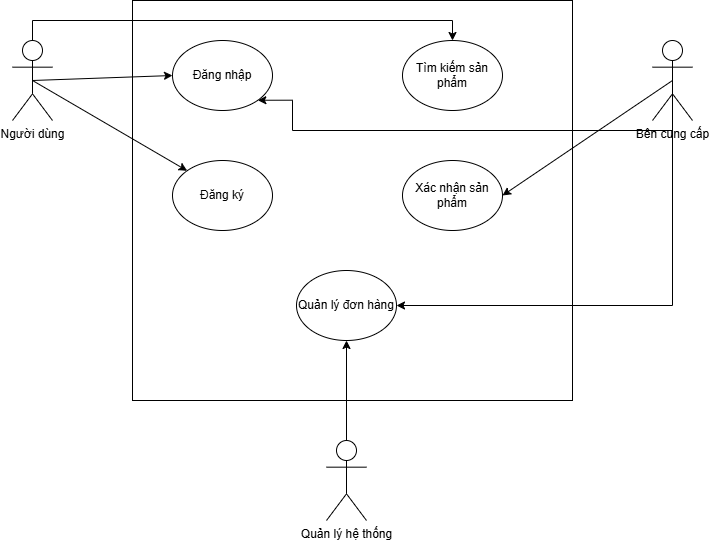 Đăng nhập
Tìm kiếm sản
phẩm
Người dùng
Bên cung cấp
Đăng ký
Xác nhận sản
phẩm
Quản lý đơn hàng
Quản lý hệ thống